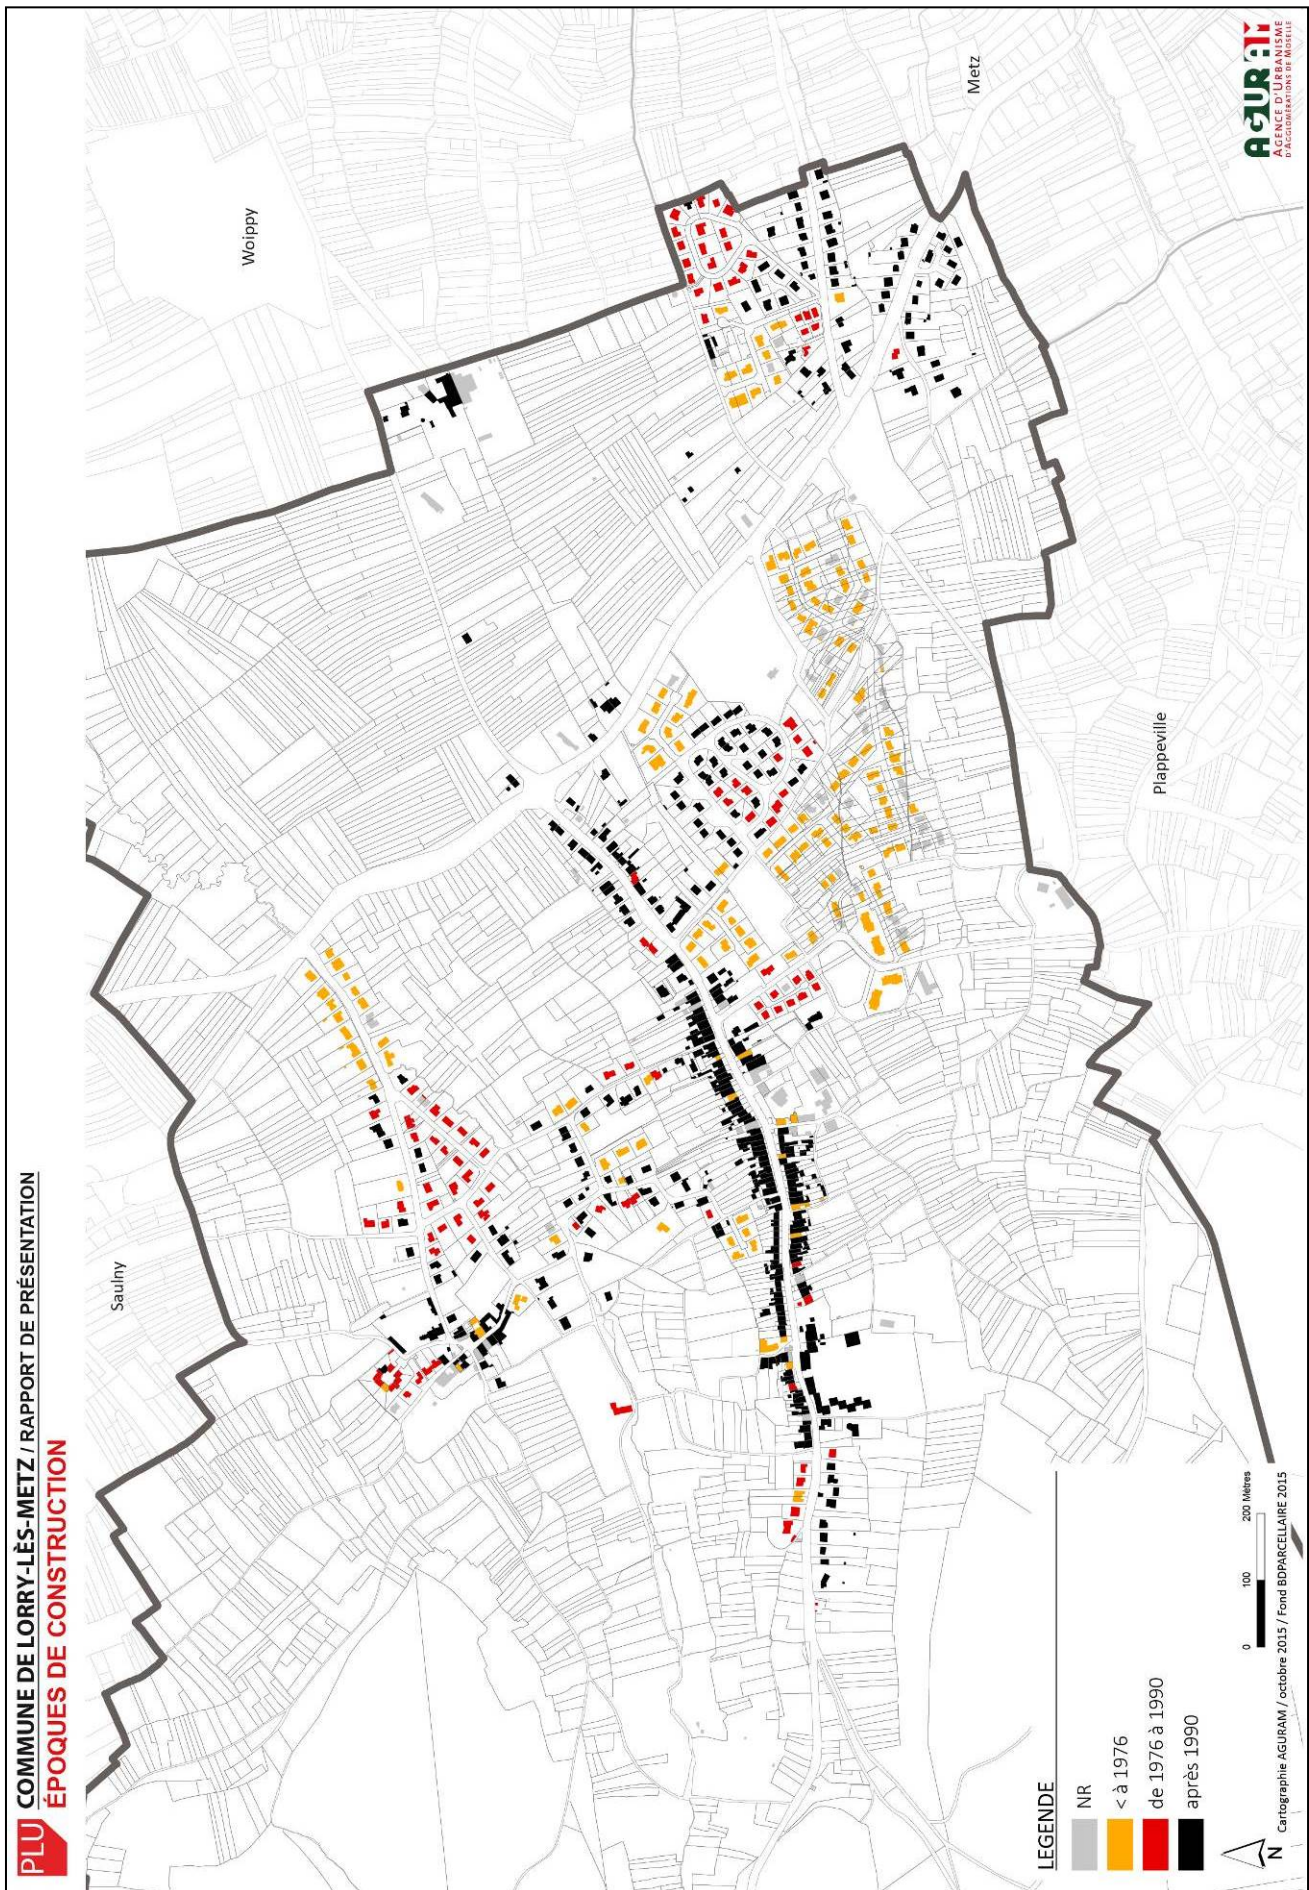 PLU COMMUNE DE LORRY-LÈS-METZ / RAPPORT DE PRÉSENTATION
ÉPOQUES DE CONSTRUCTION
Saulny
Woippy
Metz
Plappeville
AGURAM
AGENCE D'URBANISME
D'AGGLOMÉRATIONS DE MOSELLE
LEGENDE
NR
< à 1976
de 1976 à 1990
après 1990
N
0 100 200 Mètres
Cartographie AGURAM / octobre 2015 / Fond BDPARCELLAIRE 2015